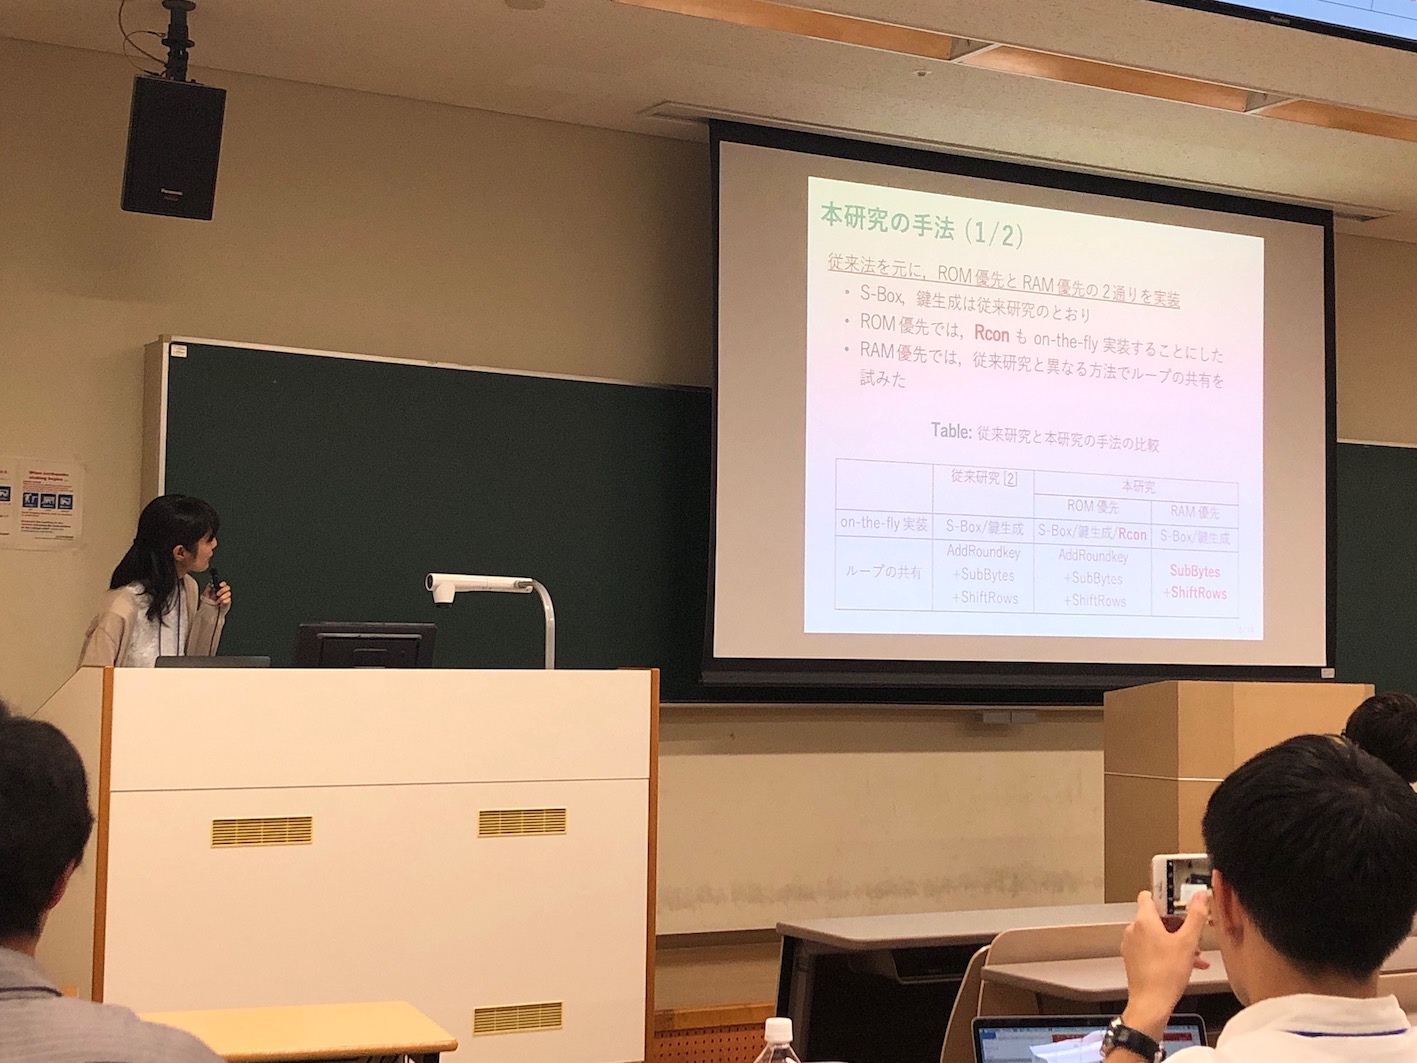 Panasonic
When earthquake
shaking begins
本研究の手法 (1/2)
従来法を元に，ROM 優先と RAM 優先の 2 通りを実装
• S-Box，鍵生成は従来研究のとおり
• ROM 優先では，Rcon も on-the-fly 実装することにした
• RAM 優先では，従来研究と異なる方法でループの共有を
試みた
Table: 従来研究と本研究の手法の比較
従来研究 [2] 本研究
ROM 優先 RAM 優先
on-the-fly 実装 S-Box/鍵生成 S-Box/鍵生成/Rcon S-Box/鍵生成
ループの共有 AddRoundkey +SubBytes +ShiftRows AddRoundkey +SubBytes +ShiftRows SubBytes +ShiftRows